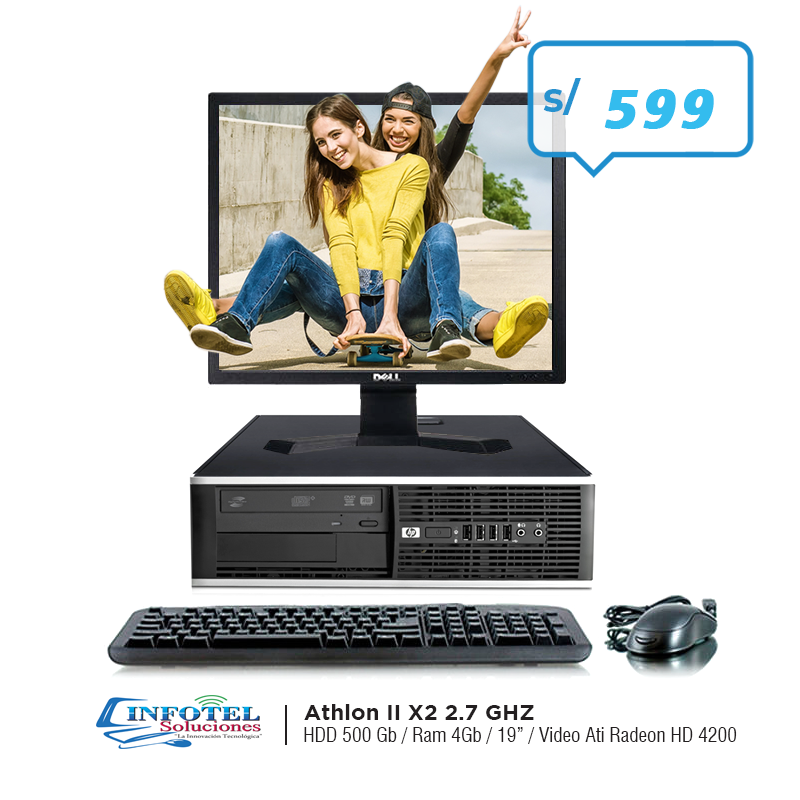 s/ 599
DELL
hp
INFOTEL
Soluciones
"La Innovación Tecnológica"
Athlon II X2 2.7 GHZ
HDD 500 Gb / Ram 4Gb / 19” / Video Ati Radeon HD 4200